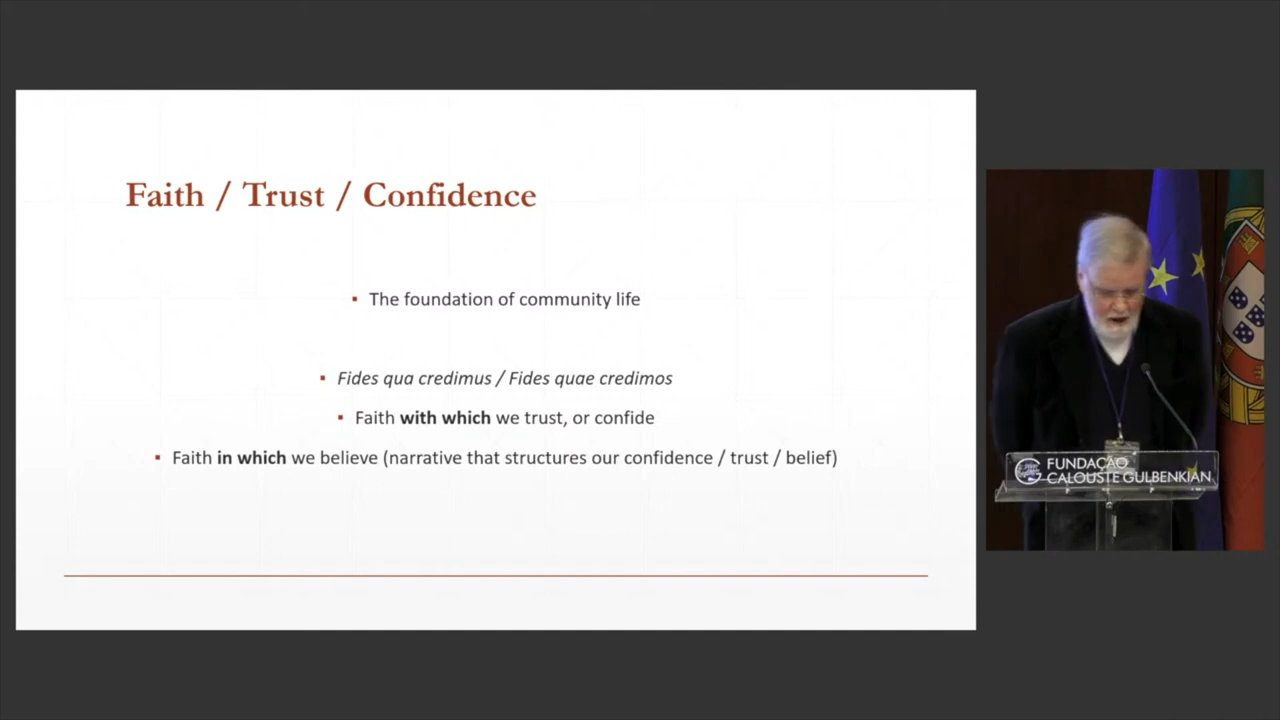 Faith / Trust / Confidence
The foundation of community life
Fides qua credimus / Fides quae credimos
Faith with which we trust, or confide
Faith in which we believe (narrative that structures our confidence / trust / belief)
FUNDAÇÃO
CALOUSTE GULBENKIAN